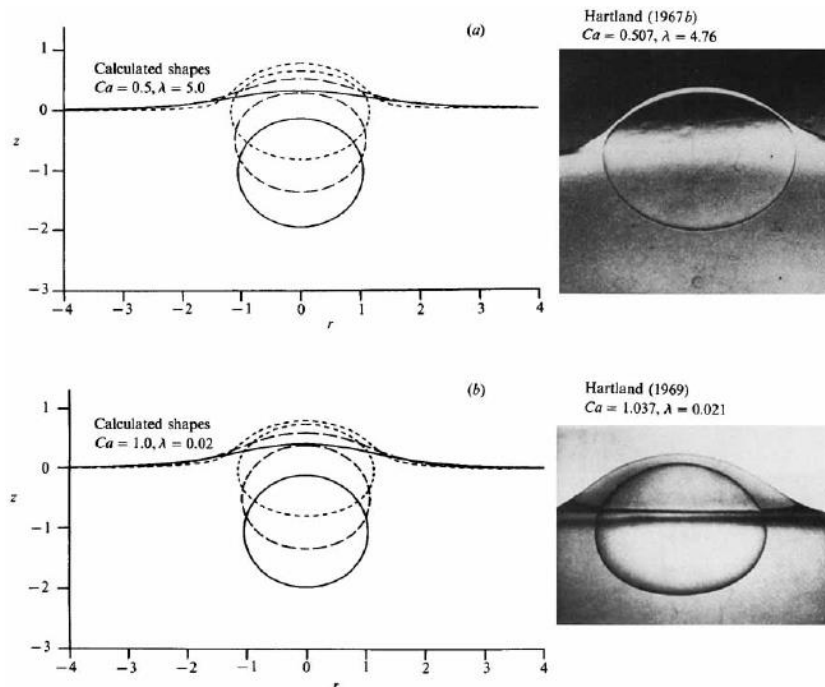 (a)
Calculated shapes
Ca = 0.5, λ = 5.0
1
0
z
−1
−2
−3
−4 −3 −2 −1 0 1 2 3 4
r
Hartland (1967b)
Ca = 0.507, λ = 4.76
(b)
Calculated shapes
Ca = 1.0, λ = 0.02
1
0
z
−1
−2
−3
−4 −3 −2 −1 0 1 2 3 4
r
Hartland (1969)
Ca = 1.037, λ = 0.021